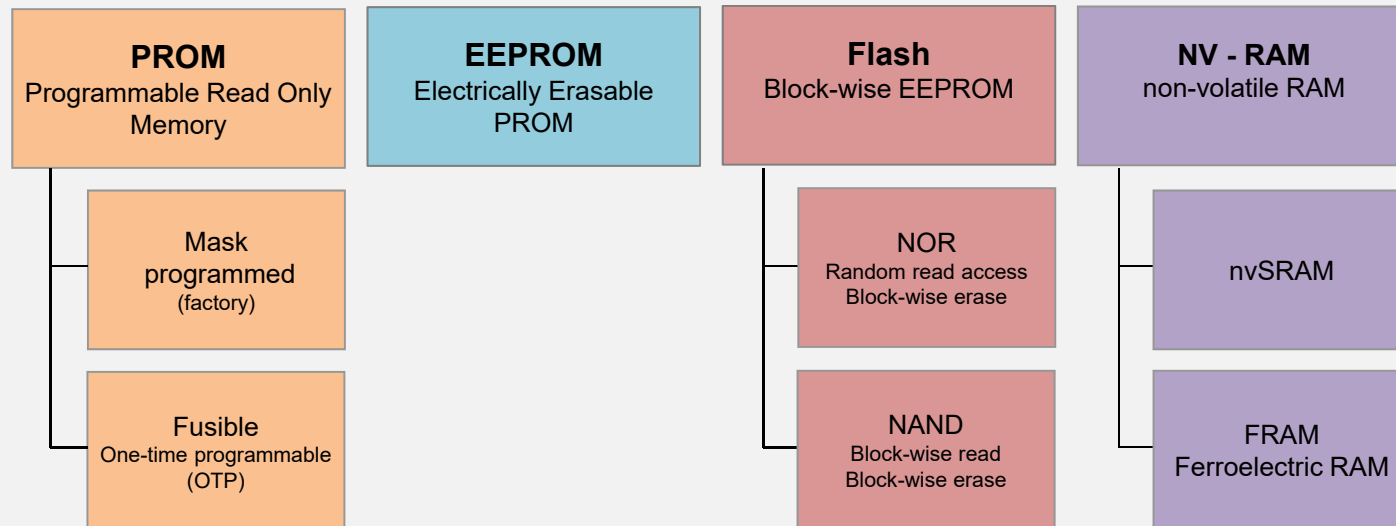 PROM
Programmable Read Only
Memory
Mask
programmed
(factory)
Fusible
One-time programmable
(OTP)
EEPROM
Electrically Erasable
PROM
Flash
Block-wise EEPROM
NOR
Random read access
Block-wise erase
NAND
Block-wise read
Block-wise erase
NV - RAM
non-volatile RAM
nvSRAM
FRAM
Ferroelectric RAM